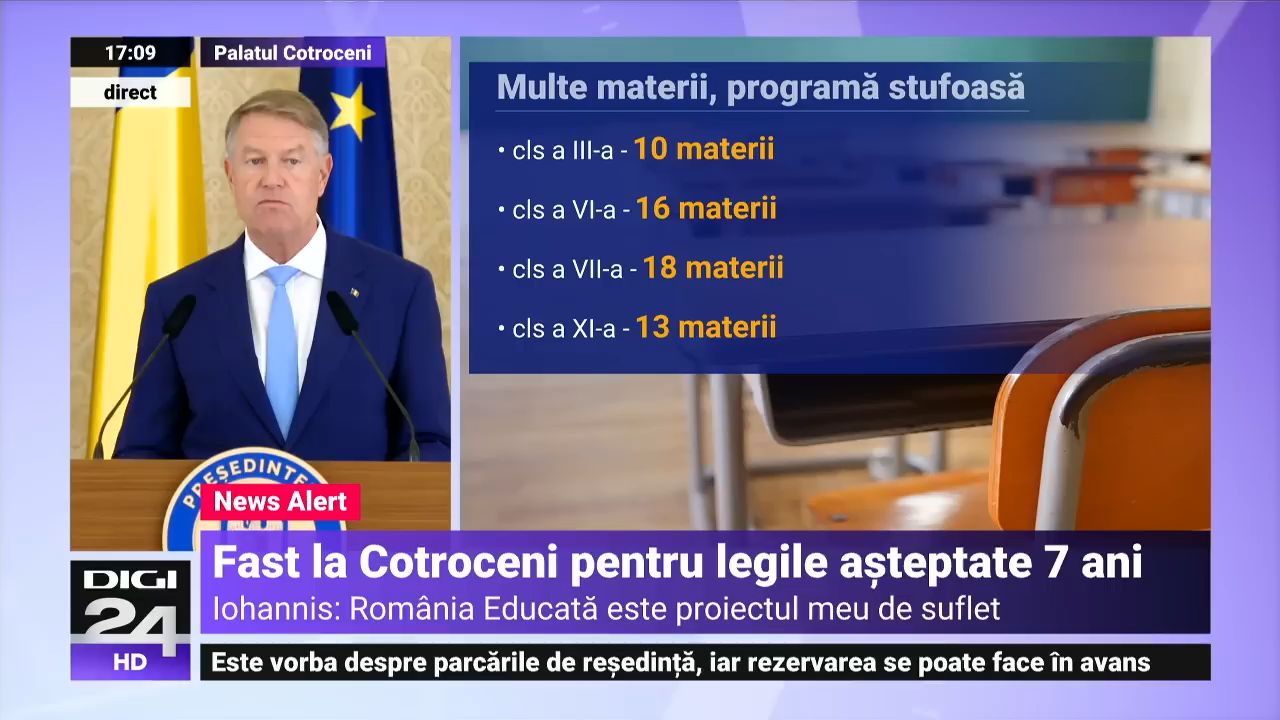 17:09
Palatul Cotroceni
direct
Multe materii, programă stufoasă
• cls a III-a - 10 materii
• cls a VI-a - 16 materii
• cls a VII-a - 18 materii
• cls a XI-a - 13 materii
PREȘEDINTE
News Alert
Fast la Cotroceni pentru legile așteptate 7 ani
Iohannis: România Educată este proiectul meu de suflet
DIGI
24
HD
Este vorba despre parcările de reședință, iar rezervarea se poate face în avans